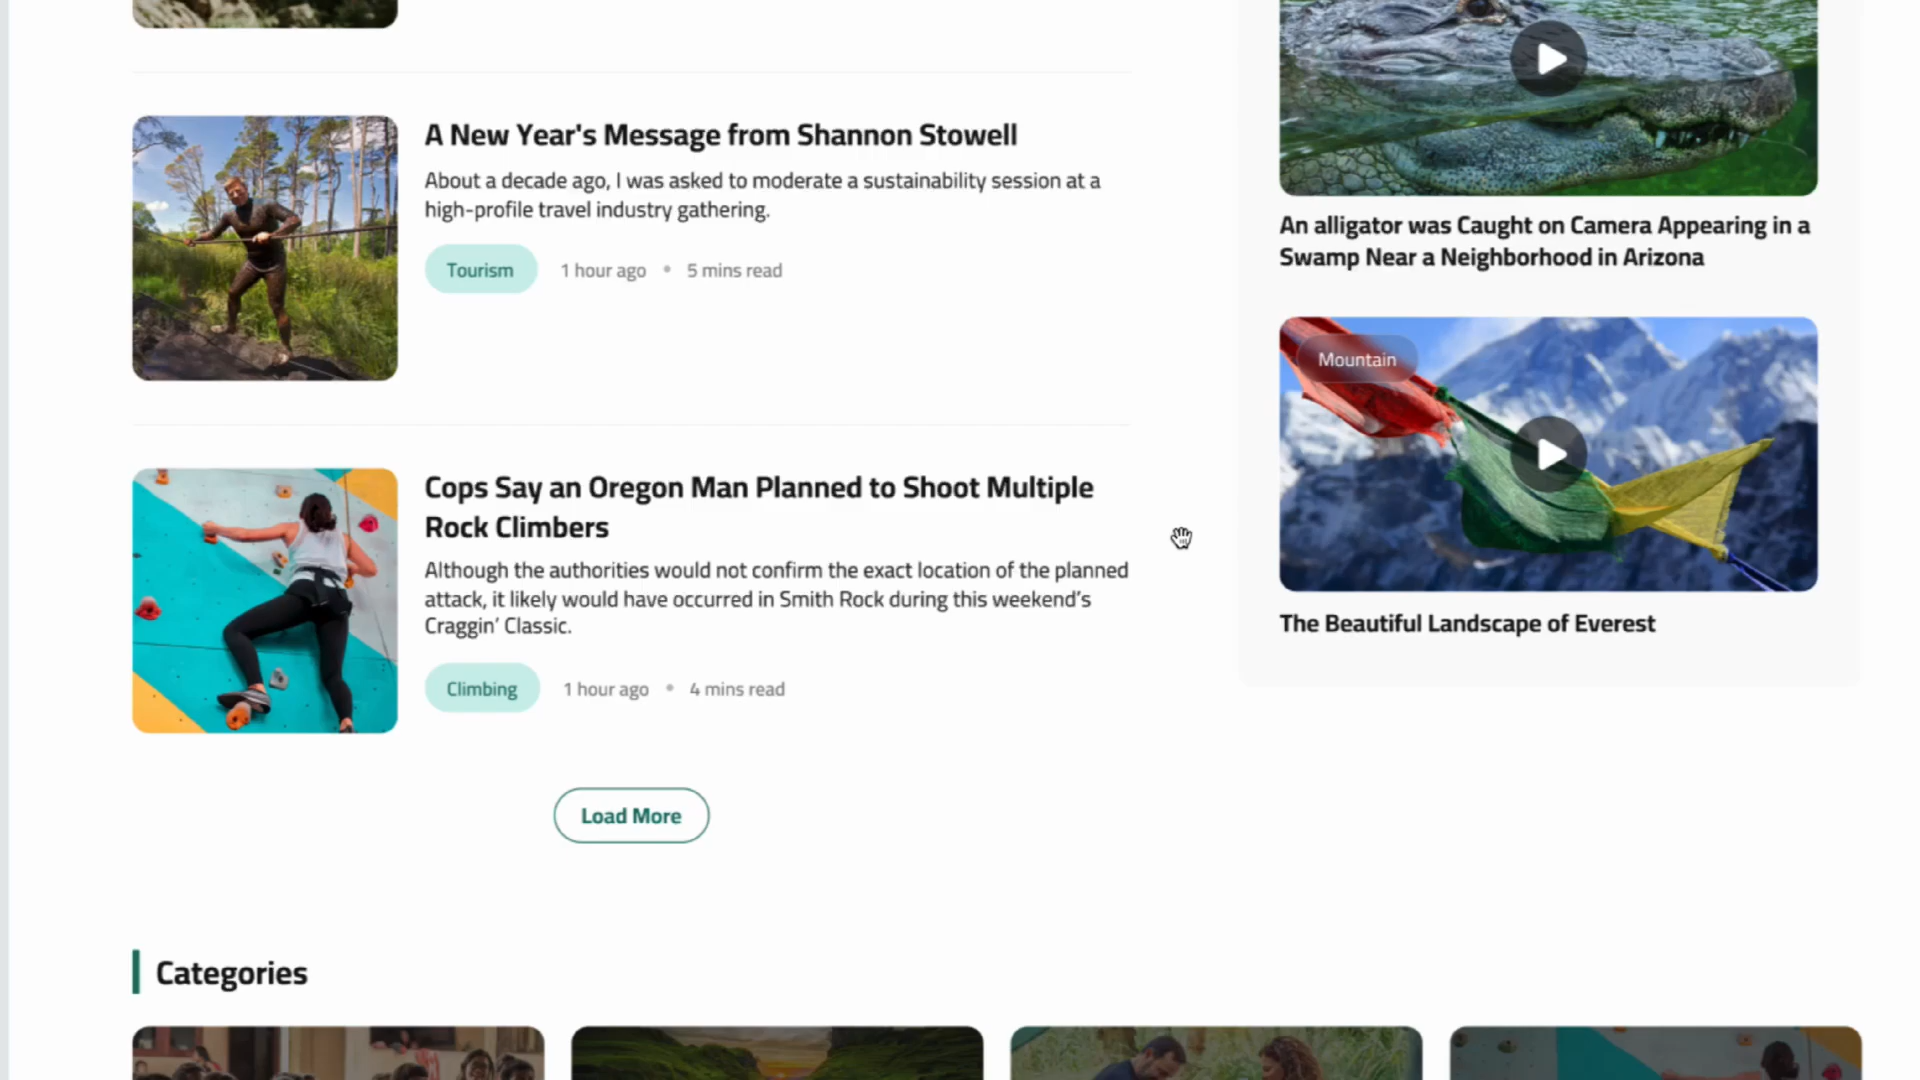 A New Year's Message from Shannon Stowell
About a decade ago, I was asked to moderate a sustainability session at a
high-profile travel industry gathering.
Tourism 1 hour ago • 5 mins read
Cops Say an Oregon Man Planned to Shoot Multiple
Rock Climbers
Although the authorities would not confirm the exact location of the planned
attack, it likely would have occurred in Smith Rock during this weekend’s
Craggin’ Classic.
Climbing 1 hour ago • 4 mins read
Load More
An alligator was Caught on Camera Appearing in a
Swamp Near a Neighborhood in Arizona
Mountain
The Beautiful Landscape of Everest
Categories